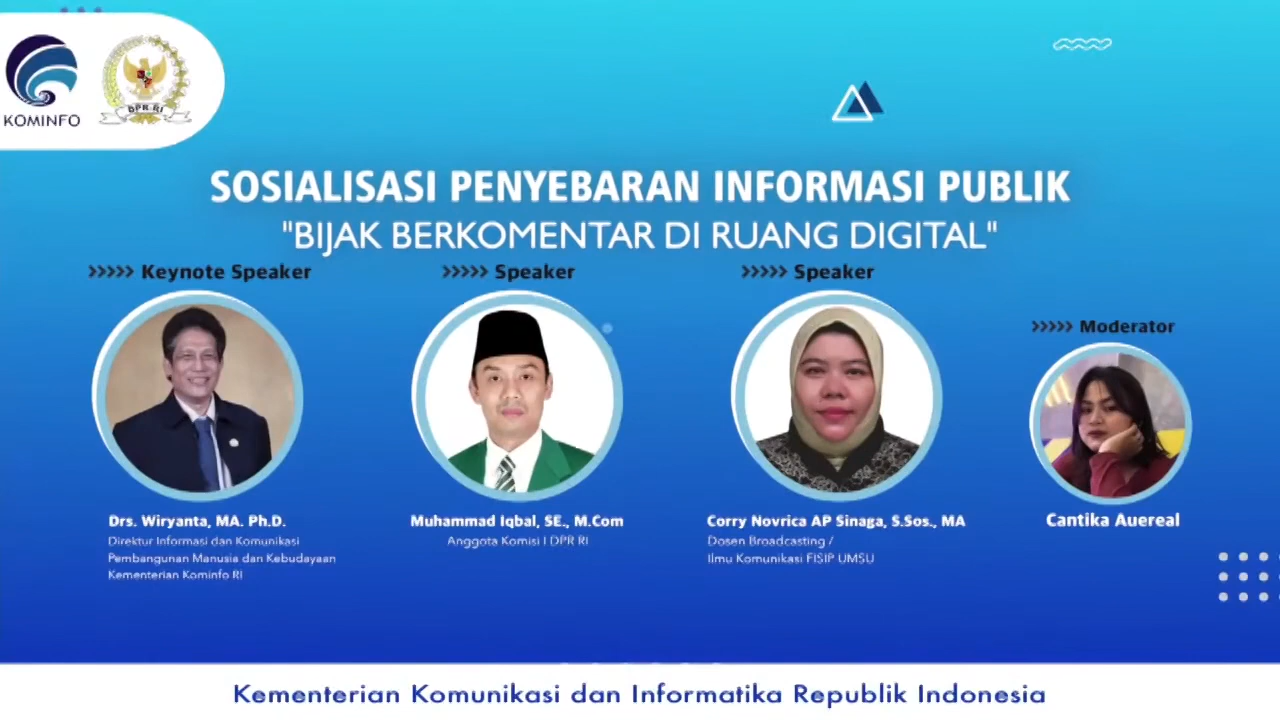 KOMINFO
DPR RI
SOSIALISASI PENYEBARAN INFORMASI PUBLIK
"BIJAK BERKOMENTAR DI RUANG DIGITAL"
>>>>> Keynote Speaker
>>>>> Speaker
>>>>> Speaker
>>>>> Moderator
Drs. Wiryanta, MA. Ph.D.
Direktur Informasi dan Komunikasi
Pembangunan Manusia dan Kebudayaan
Kementerian Kominfo RI
Muhammad Iqbal, SE., M.Com
Anggota Komisi I DPR RI
Corry Novrica AP Sinaga, S.Sos., MA
Dosen Broadcasting /
Ilmu Komunikasi FISIP UMSU
Cantika Auereal
Kementerian Komunikasi dan Informatika Republik Indonesia